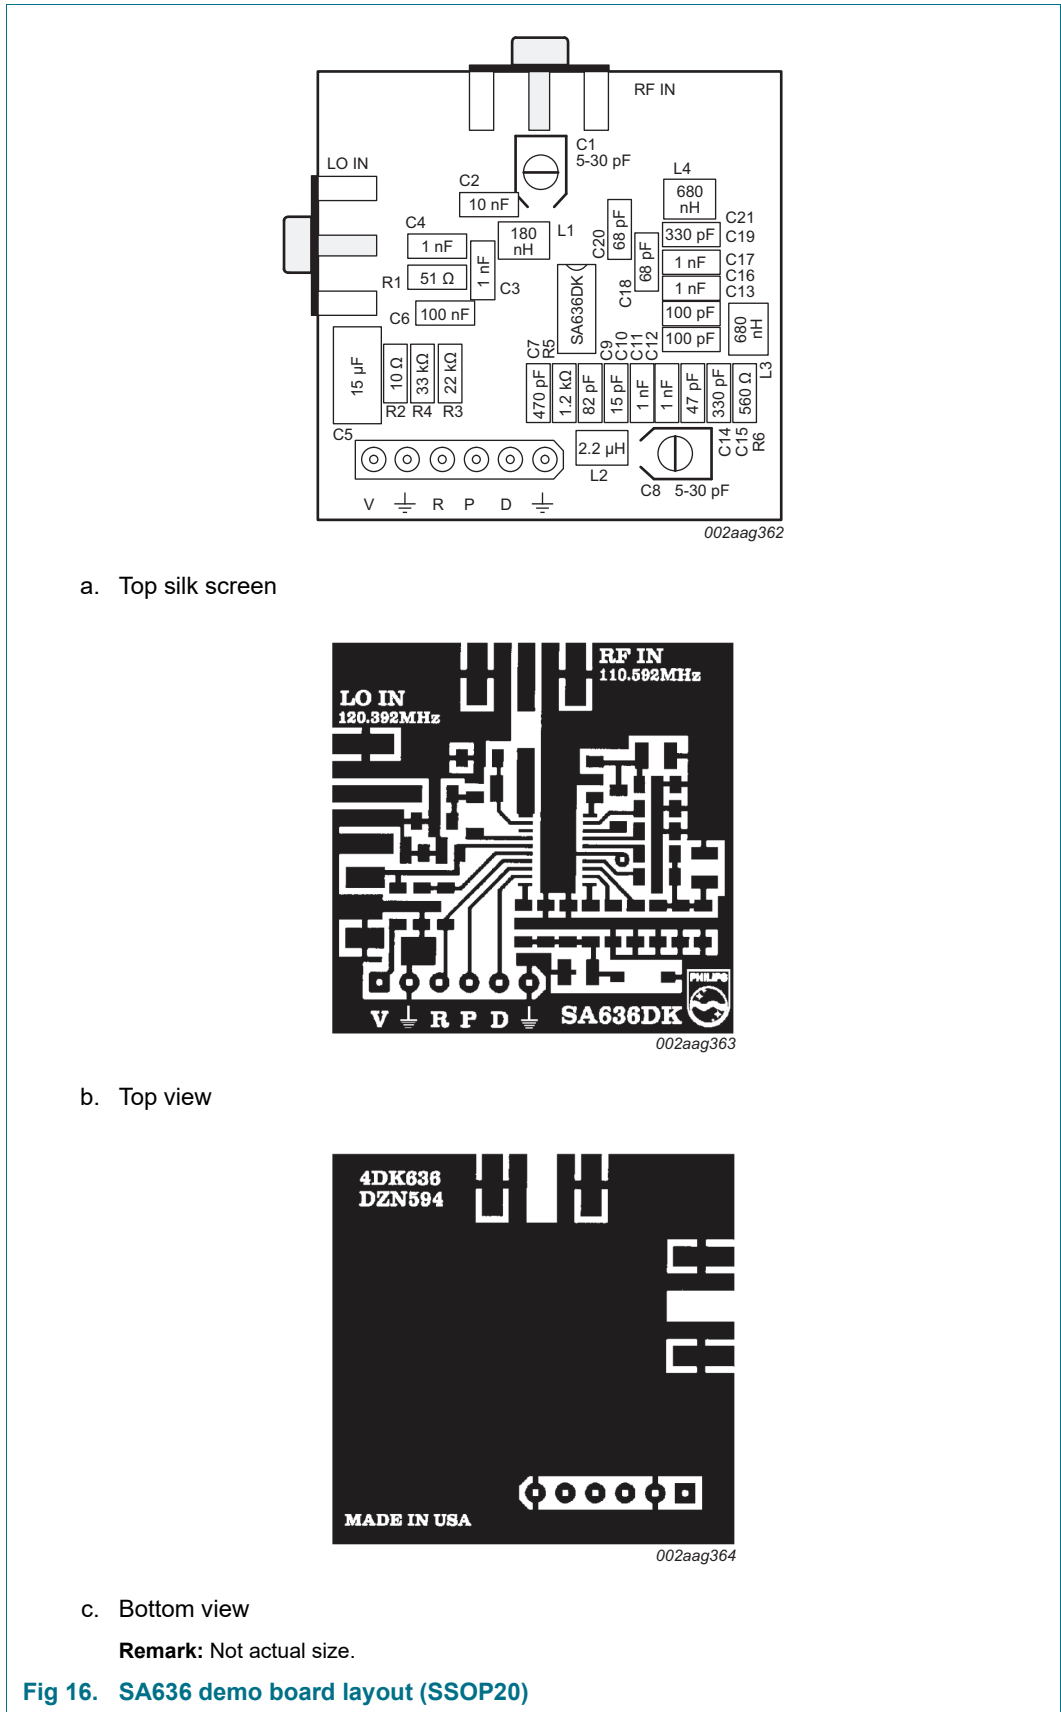 RF IN
C1
5-30 pF
LO IN
L4
C2
680
nH
10 nF
C21
C4
68 pF
C20
180
nH
L1
330 pF
C19
1 nF
1 nF
68 pF
1 nF
C17
C16
R1
51 Ω
C3
C18
1 nF
C13
SA636DK
C6
100 nF
100 pF
680
nH
100 pF
15 µF
10 Ω
33 kΩ
22 kΩ
C7
R5
C9
C10
C11
C12
L3
470 pF
1.2 kΩ
82 pF
15 pF
1 nF
1 nF
47 pF
330 pF
560 Ω
R2
R4
R3
C5
2.2 µH
C14
C15
R6
L2
C8
5-30 pF
V
R
P
D
002aag362
a. Top silk screen
RF IN
110.592MHz
LO IN
120.392MHz
PHILIPS
V R P D
SA636DK
002aag363
b. Top view
4DK636
DZN594
MADE IN USA
002aag364
c. Bottom view
Remark: Not actual size.
Fig 16. SA636 demo board layout (SSOP20)